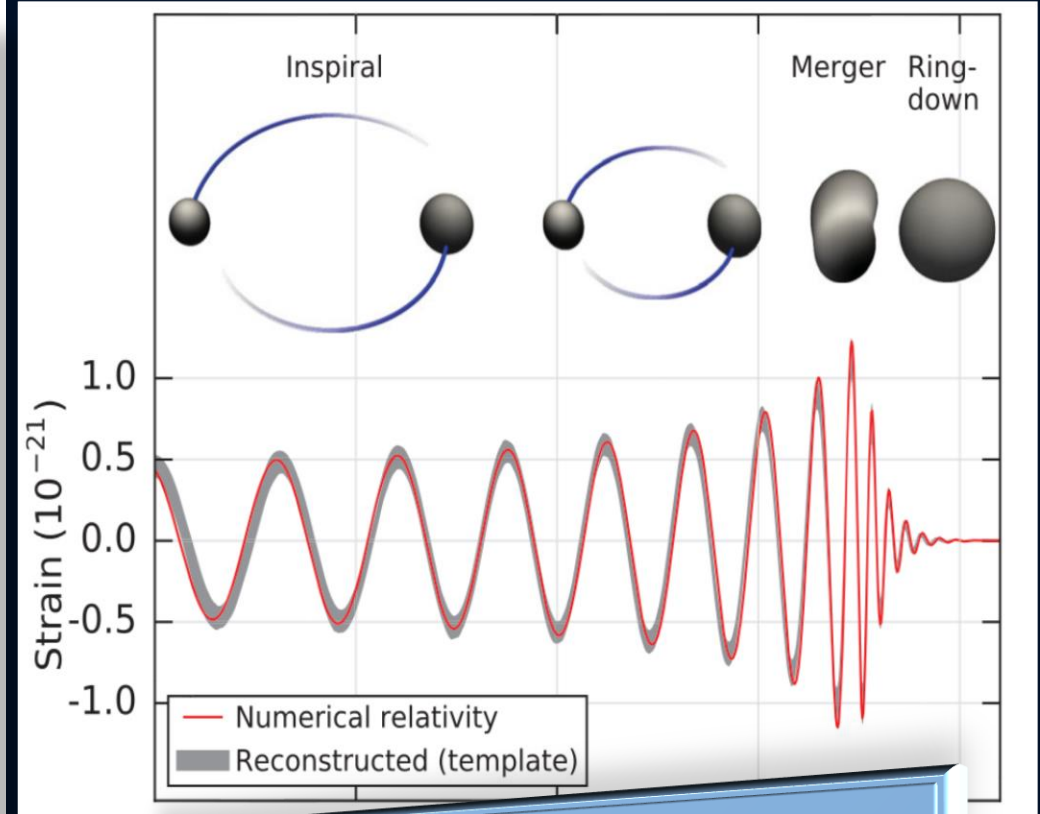 Inspiral
Merger
Ring-
down
1.0
0.5
0.0
-0.5
-1.0
Strain (10⁻²¹)
Numerical relativity
Reconstructed (template)